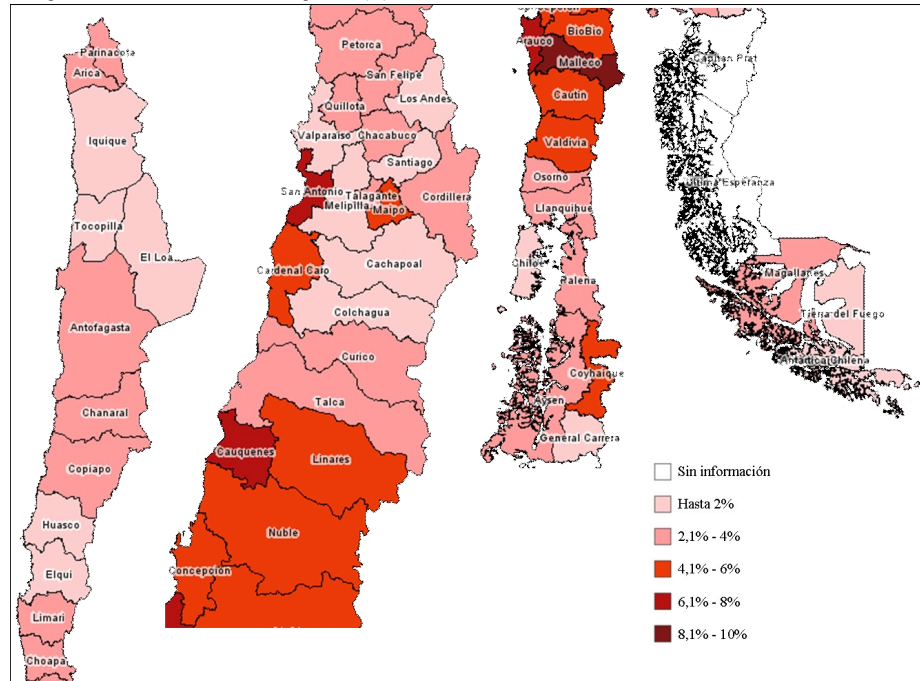 Parinacota
Arica
Iquique
Tocopilla
El Loa
Antofagasta
Chanaral
Copiapo
Huasco
Elqui
Limari
Choapa
Petorca
San Felipe
Los Andes
Quillota
Valparaiso
Chacabuco
Santiago
San Antonio
Talagante
Cordillera
Melipilla
Maipo
Cardenal Caro
Cachapoal
Colchagua
Curico
Talca
Cauquenes
Linares
Nuble
Concepcion
Concepcion
BioBio
Arauco
Malleco
Cautin
Valdivia
Osorno
Llanquihue
Chiloe
Palena
Coyhaique
Aysen
General Carrera
Capitan Prat
Ultima Esperanza
Magallanes
Tierra del Fuego
Antartica Chilena
Sin información
Hasta 2%
2,1% - 4%
4,1% - 6%
6,1% - 8%
8,1% - 10%